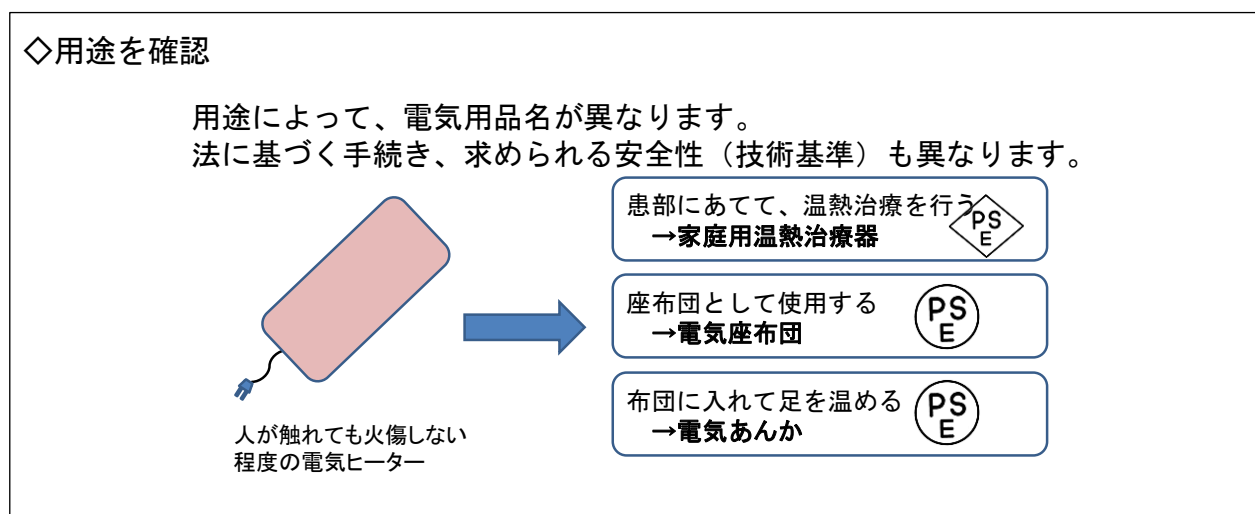 ◇用途を確認
用途によって、電気用品名が異なります。
法に基づく手続き、求められる安全性（技術基準）も異なります。
患部にあてて、温熱治療を行う
→家庭用温熱治療器
PS
E
座布団として使用する
→電気座布団
PS
E
布団に入れて足を温める
→電気あんか
PS
E
人が触れても火傷しない
程度の電気ヒーター